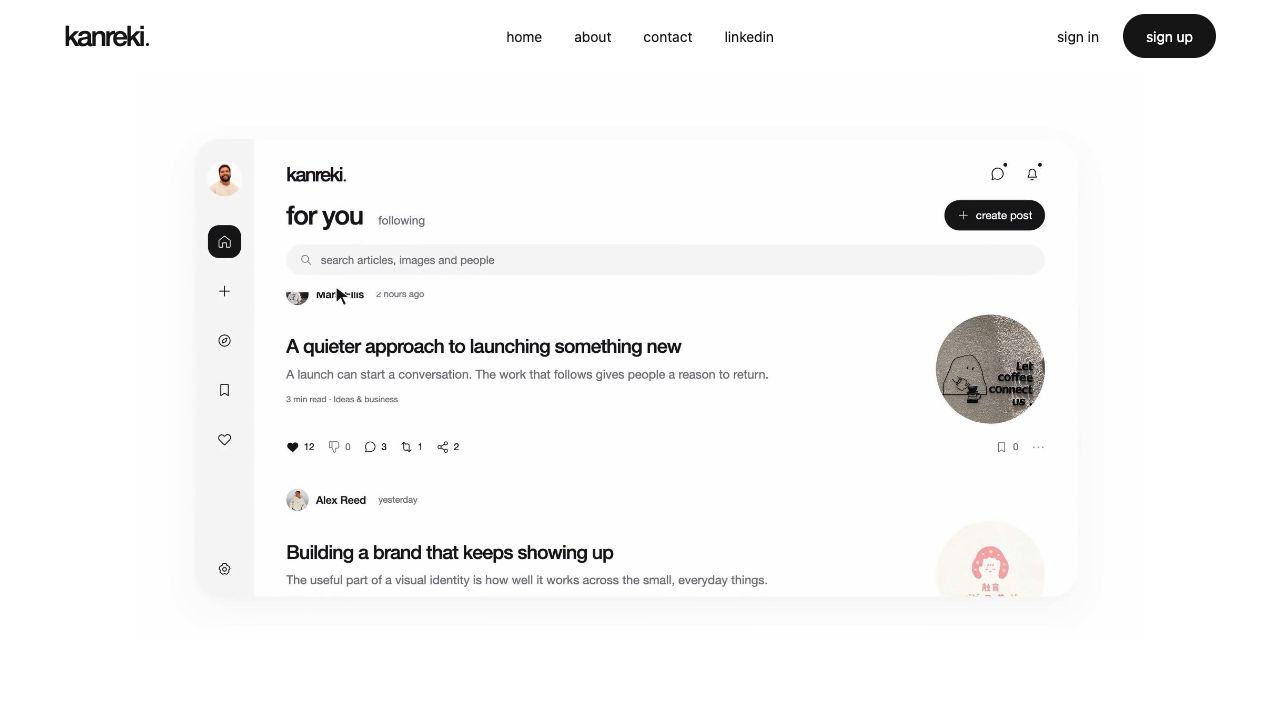 kanreki.
home
about
contact
linkedin
sign in
sign up
kanreki.
for you
following
create post
search articles, images and people
2 hours ago
A quieter approach to launching something new
A launch can start a conversation. The work that follows gives people a reason to return.
3 min read · Ideas & business
Let
coffee
connect
us .
12
0
3
1
2
0
Alex Reed
yesterday
Building a brand that keeps showing up
The useful part of a visual identity is how well it works across the small, everyday things.